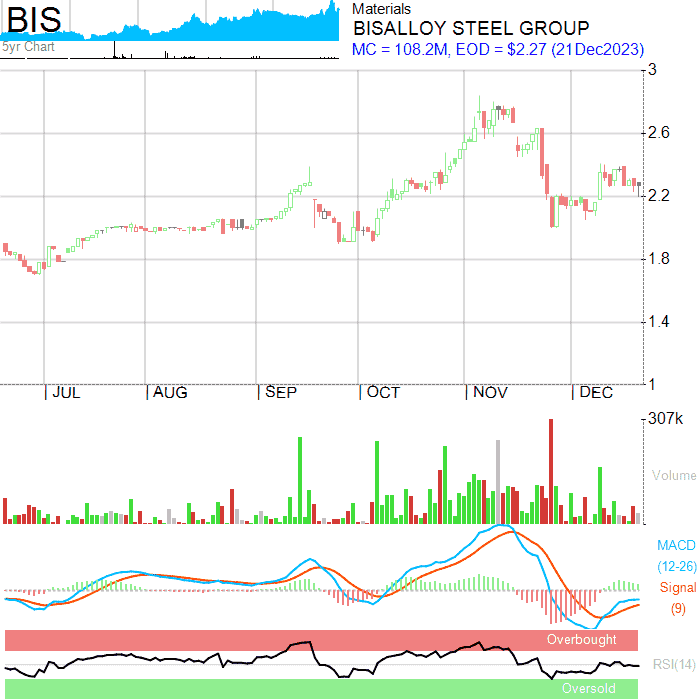 BIS
5yr Chart
Materials
BISALLOY STEEL GROUP
MC = 108.2M, EOD = $2.27 (21Dec2023)
3
2.6
2.2
1.8
1.4
1
JUL AUG SEP OCT NOV DEC
307k
Volume
MACD
(12-26)
Signal
(9)
Overbought
RSI(14)
Oversold